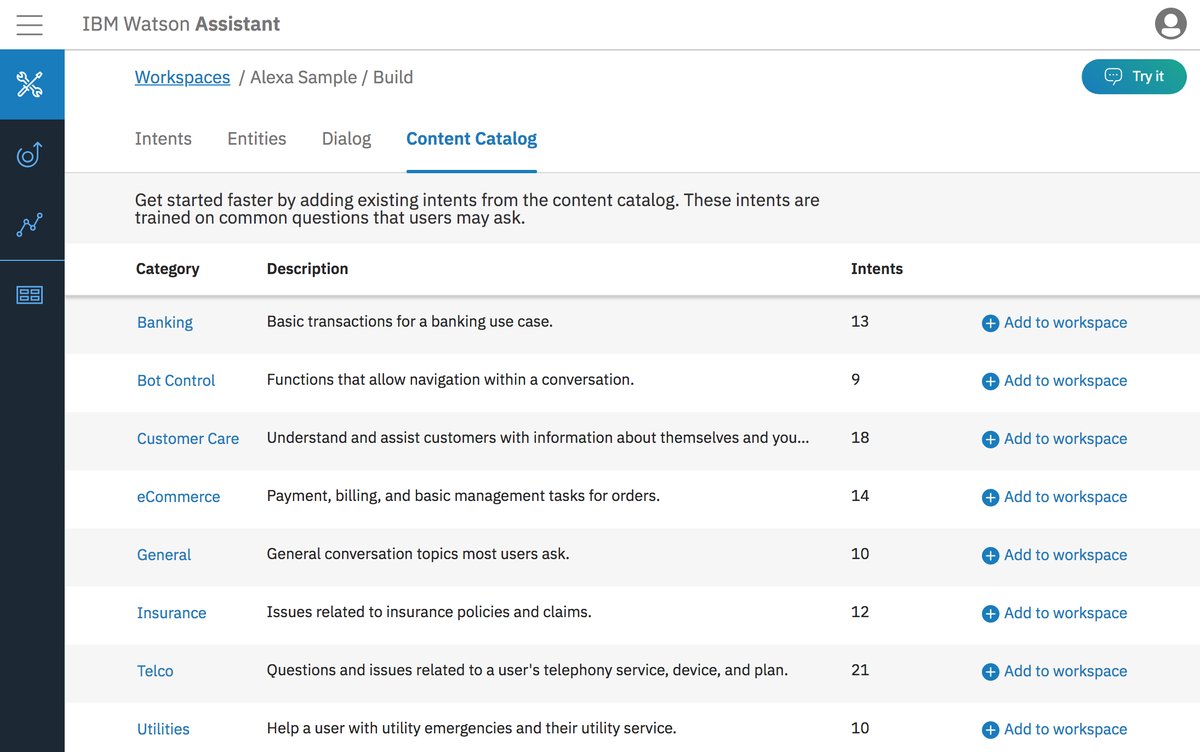 IBM Watson Assistant
Workspaces / Alexa Sample / Build
Try it
Intents Entities Dialog Content Catalog
Get started faster by adding existing intents from the content catalog. These intents are
trained on common questions that users may ask.
Category Description Intents
Banking Basic transactions for a banking use case. 13 Add to workspace
Bot Control Functions that allow navigation within a conversation. 9 Add to workspace
Customer Care Understand and assist customers with information about themselves and you... 18 Add to workspace
eCommerce Payment, billing, and basic management tasks for orders. 14 Add to workspace
General General conversation topics most users ask. 10 Add to workspace
Insurance Issues related to insurance policies and claims. 12 Add to workspace
Telco Questions and issues related to a user's telephony service, device, and plan. 21 Add to workspace
Utilities Help a user with utility emergencies and their utility service. 10 Add to workspace